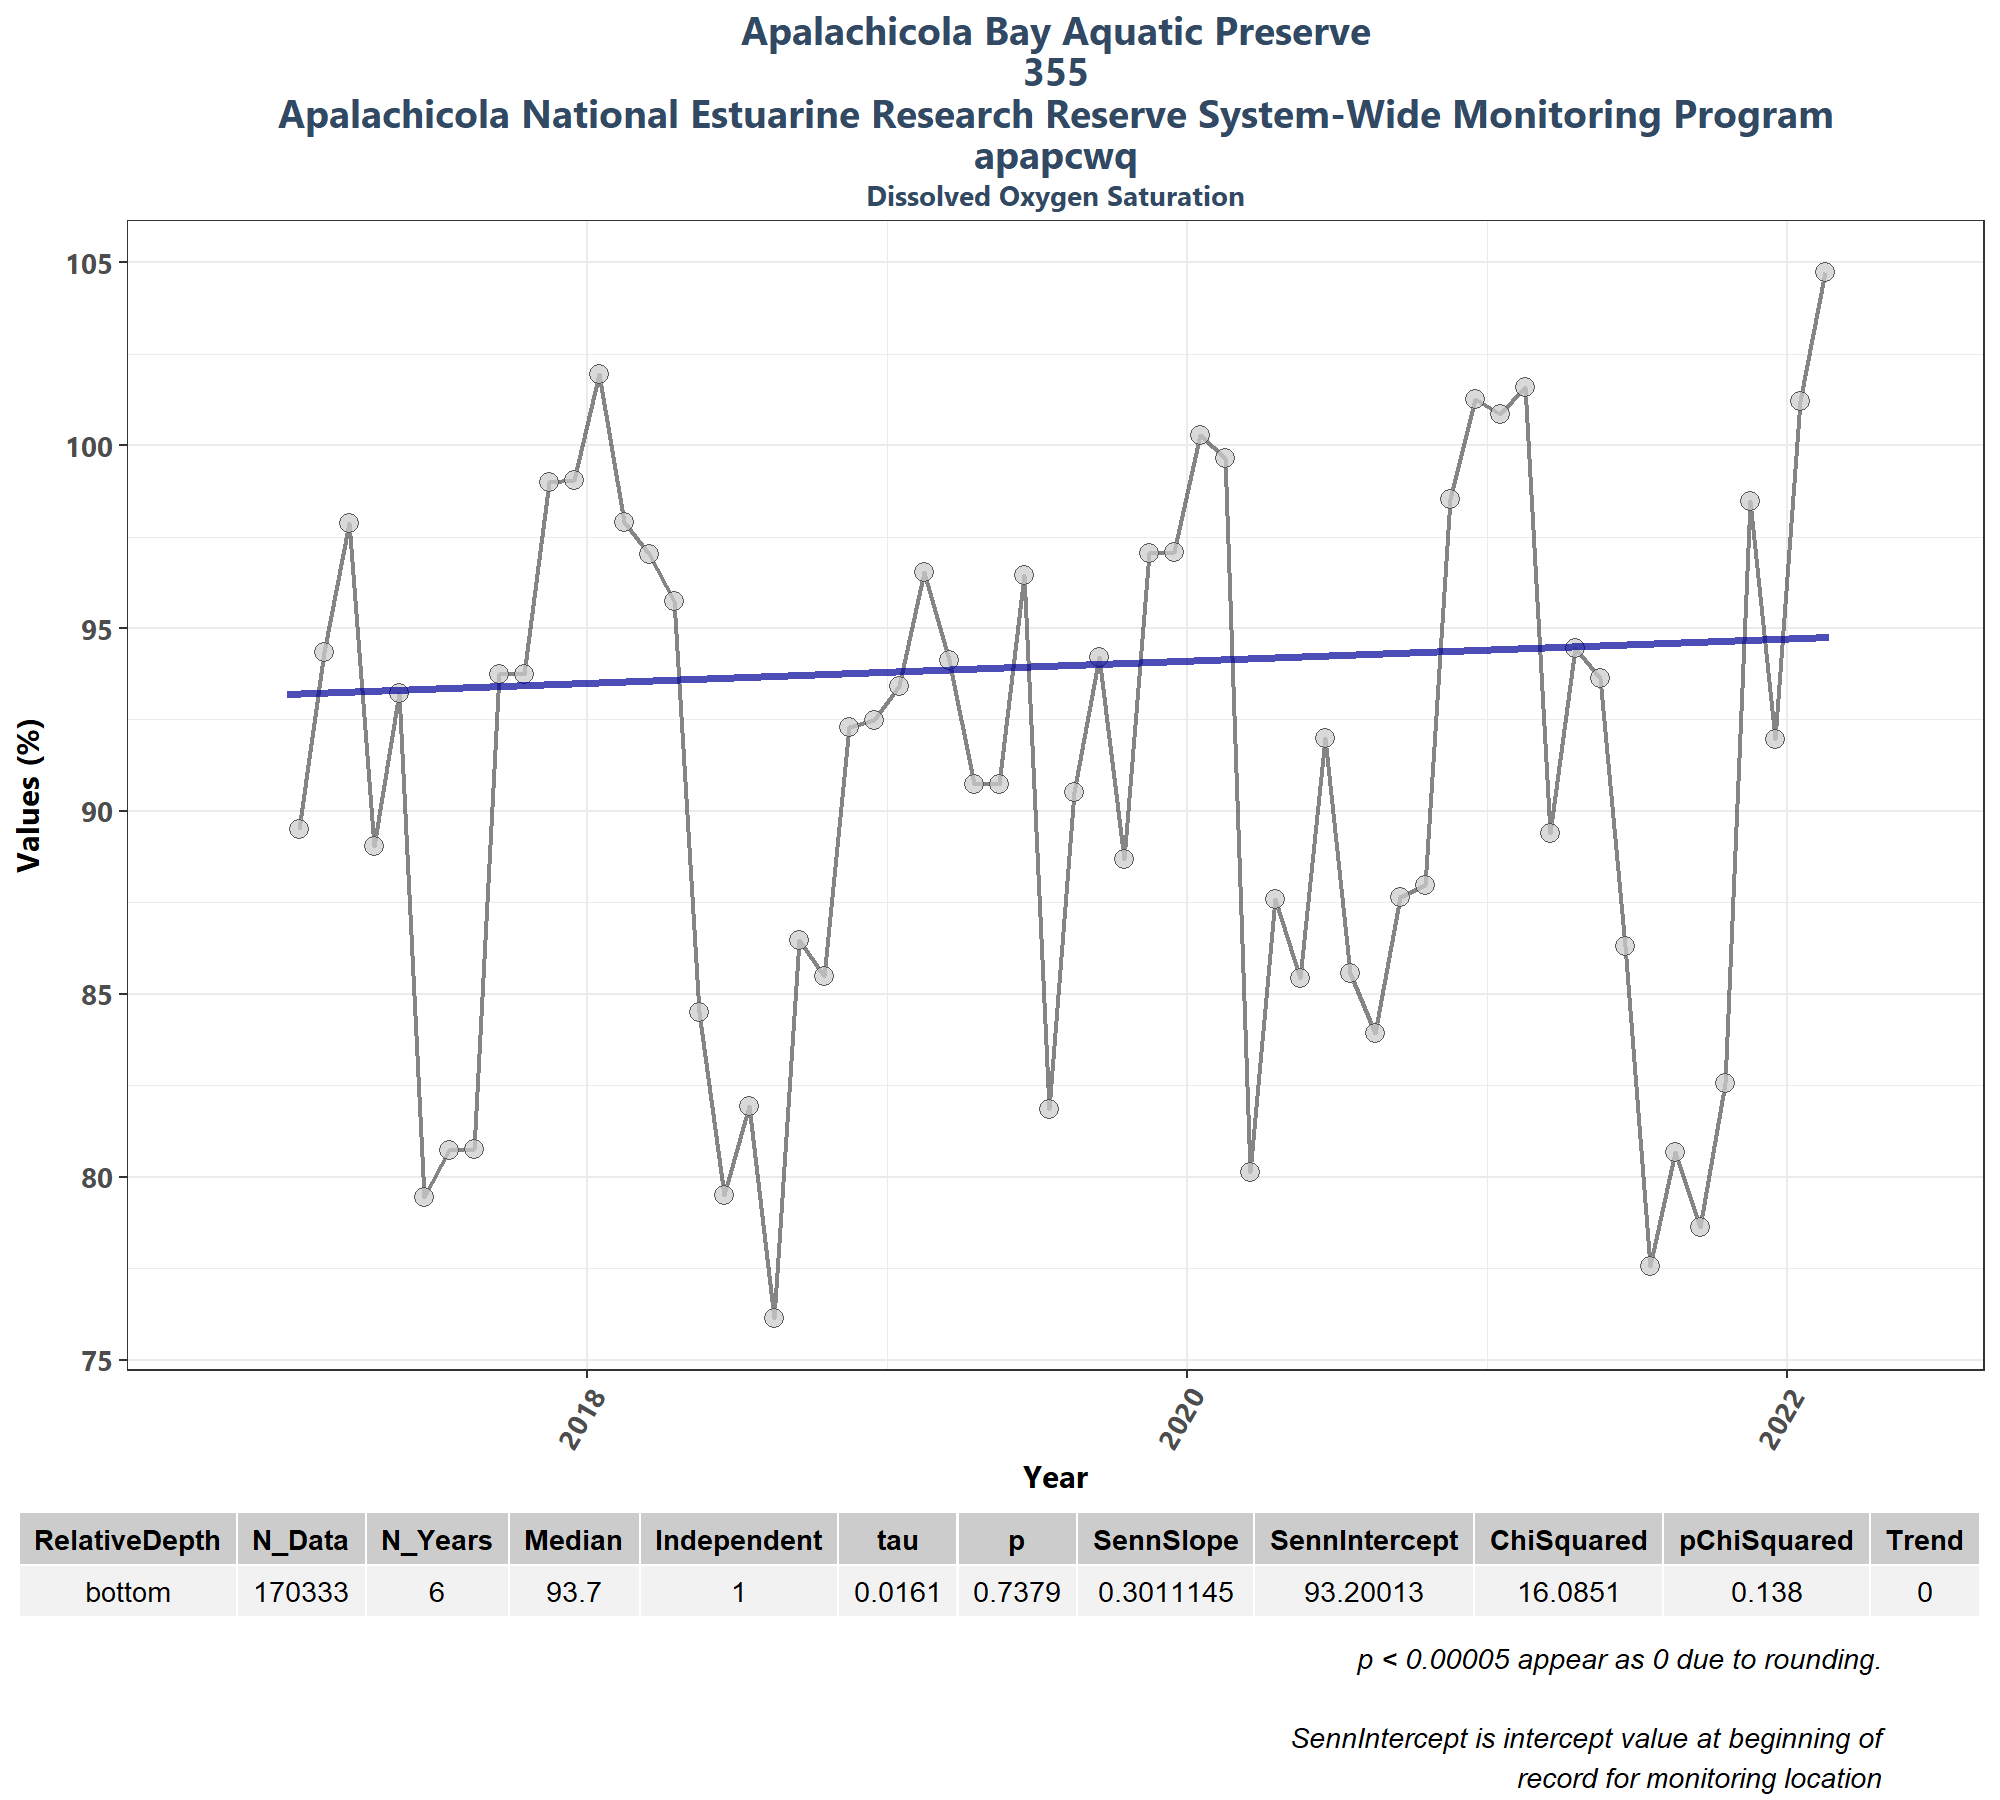 Apalachicola Bay Aquatic Preserve
355
Apalachicola National Estuarine Research Reserve System-Wide Monitoring Program
apapcwq
Dissolved Oxygen Saturation
105
100
95
90
85
80
75
Values (%)
2018 2020 2022
Year
RelativeDepth N_Data N_Years Median Independent tau p SennSlope SennIntercept ChiSquared pChiSquared Trend
bottom 170333 6 93.7 1 0.0161 0.7379 0.3011145 93.20013 16.0851 0.138 0
p < 0.00005 appear as 0 due to rounding.
SennIntercept is intercept value at beginning of
record for monitoring location